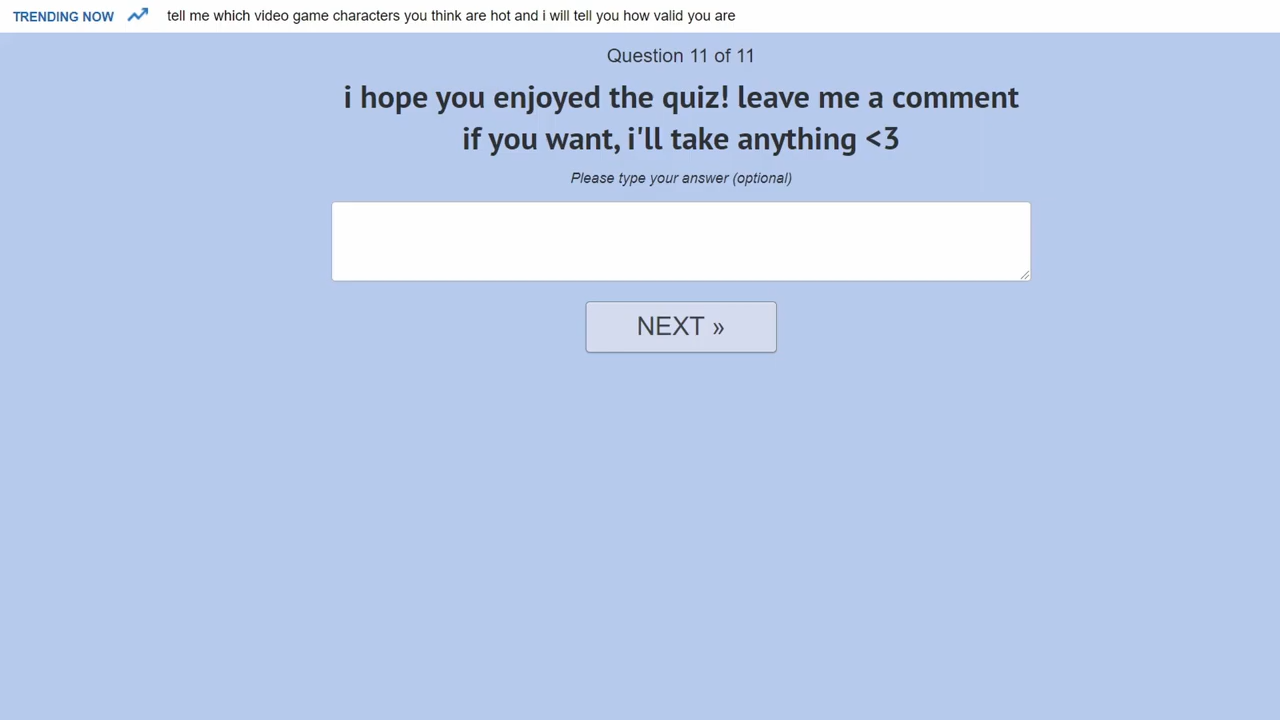 TRENDING NOW tell me which video game characters you think are hot and i will tell you how valid you are
Question 11 of 11
i hope you enjoyed the quiz! leave me a comment
if you want, i'll take anything <3
Please type your answer (optional)
NEXT »